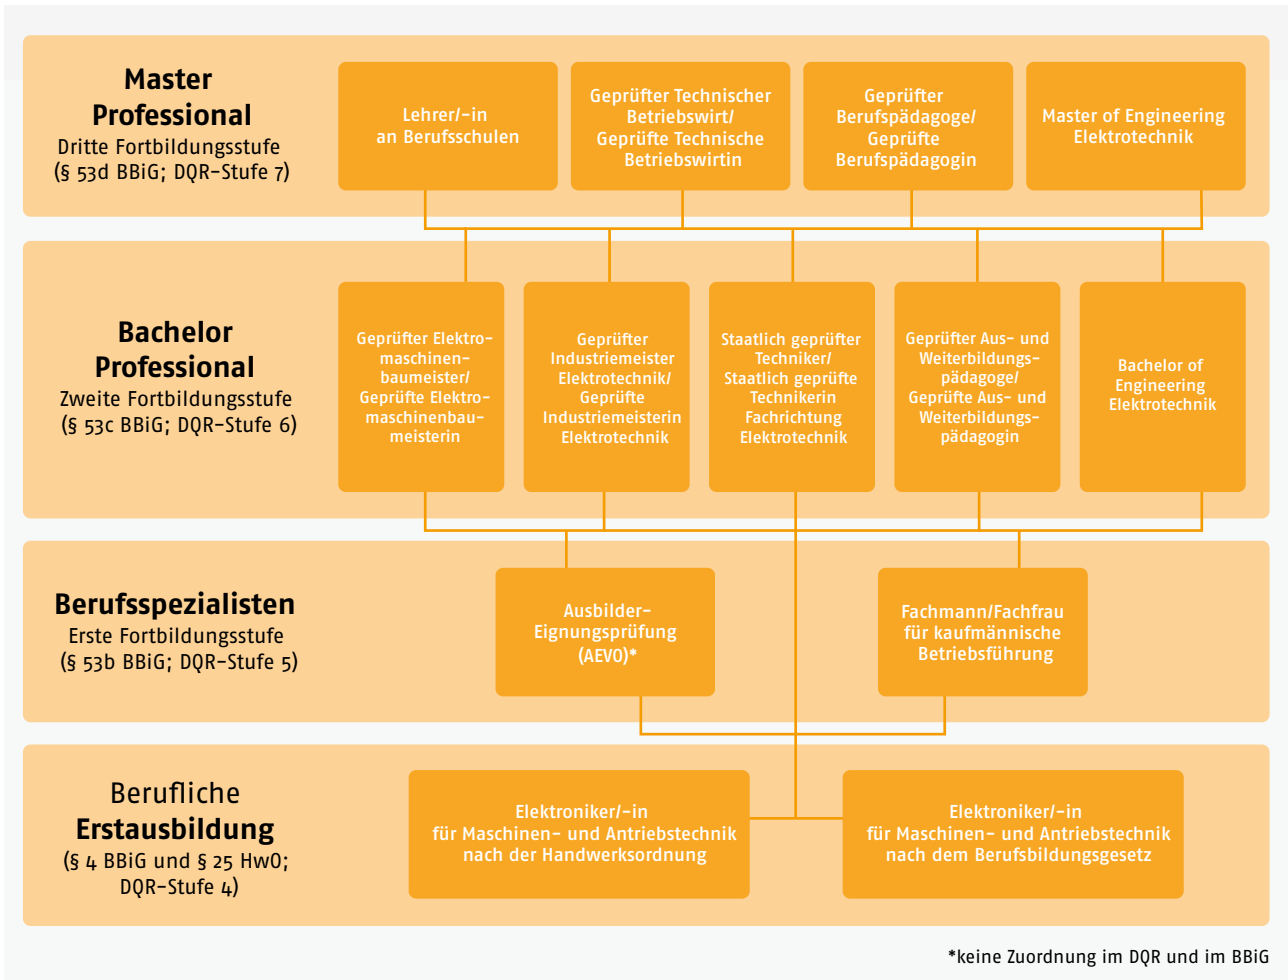 Master
Professional
Dritte Fortbildungsstufe
(§ 53d BBiG; DQR-Stufe 7)
Lehrer/-in
an Berufsschulen
Geprüfter Technischer
Betriebswirt/
Geprüfte Technische
Betriebswirtin
Geprüfter
Berufspädagoge/
Geprüfte
Berufspädagogin
Master of Engineering
Elektrotechnik
Bachelor
Professional
Zweite Fortbildungsstufe
(§ 53c BBiG; DQR-Stufe 6)
Geprüfter Elektro-
maschinen-
baumeister/
Geprüfte Elektro-
maschinenbau-
meisterin
Geprüfter
Industriemeister
Elektrotechnik/
Geprüfte
Industriemeisterin
Elektrotechnik
Staatlich geprüfter
Techniker/
Staatlich geprüfte
Technikerin
Fachrichtung
Elektrotechnik
Geprüfter Aus- und
Weiterbildungs-
pädagoge/
Geprüfte Aus- und
Weiterbildungs-
pädagogin
Bachelor of
Engineering
Elektrotechnik
Berufsspezialisten
Erste Fortbildungsstufe
(§ 53b BBiG; DQR-Stufe 5)
Ausbilder-
Eignungsprüfung
(AEVO)*
Fachmann/Fachfrau
für kaufmännische
Betriebsführung
Berufliche
Erstausbildung
(§ 4 BBiG und § 25 HwO;
DQR-Stufe 4)
Elektroniker/-in
für Maschinen- und Antriebstechnik
nach der Handwerksordnung
Elektroniker/-in
für Maschinen- und Antriebstechnik
nach dem Berufsbildungsgesetz
*keine Zuordnung im DQR und im BBiG